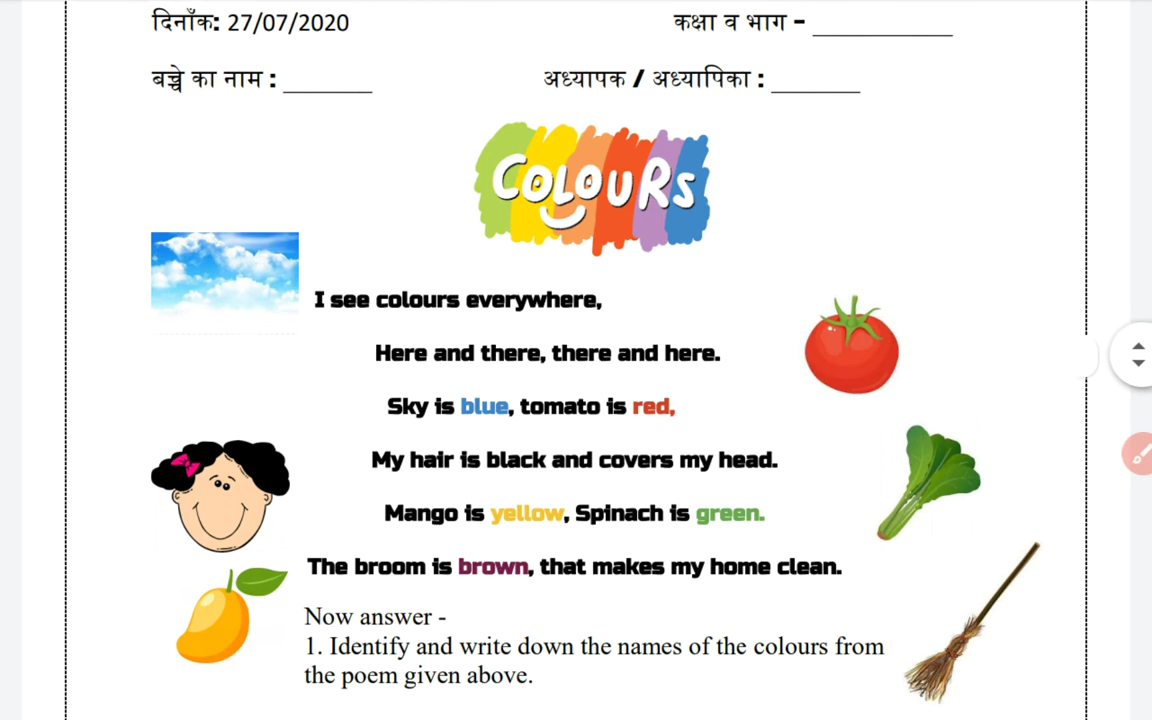 दिनाँक: 27/07/2020 कक्षा व भाग - ___________
बच्चे का नाम : _______ अध्यापक / अध्यापिका : _______
COLOURS
I see colours everywhere,
Here and there, there and here.
Sky is blue, tomato is red,
My hair is black and covers my head.
Mango is yellow, Spinach is green.
The broom is brown, that makes my home clean.
Now answer -
1. Identify and write down the names of the colours from
the poem given above.